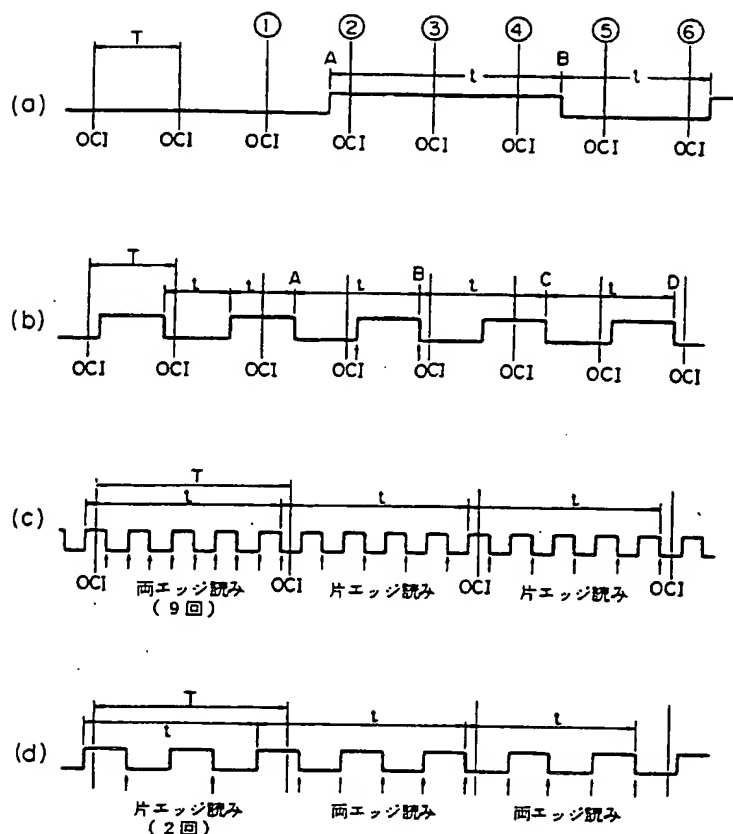 T ① ② ③ ④ ⑤ ⑥
A B
t t
(a)
OCI OCI OCI OCI OCI OCI OCI OCI
T
t t A t B t C t D
(b)
OCI OCI OCI OCI OCI OCI OCI OCI
T
t t t
(c)
OCI OCI OCI OCI
両エッジ読み 片エッジ読み 片エッジ読み
(9回)
T
t t t
(d)
片エッジ読み 両エッジ読み 両エッジ読み
(2回)